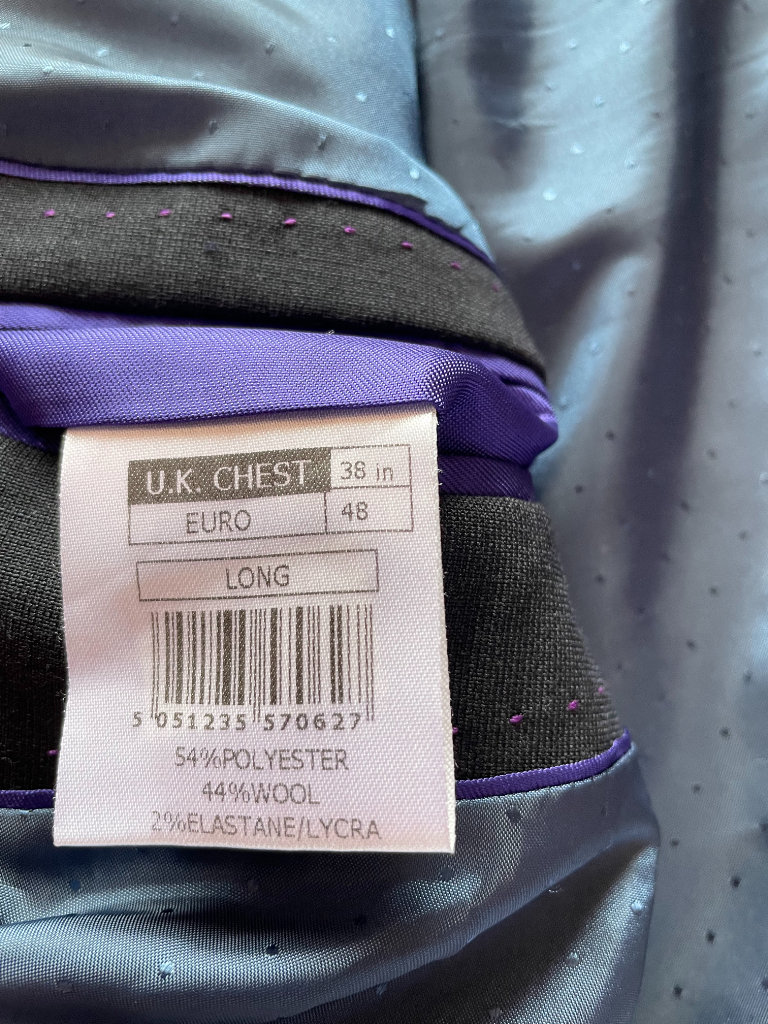 U.K. CHEST 38 in
EURO 48
LONG
5 051235 570627
54%POLYESTER
44%WOOL
2%ELASTANE/LYCRA